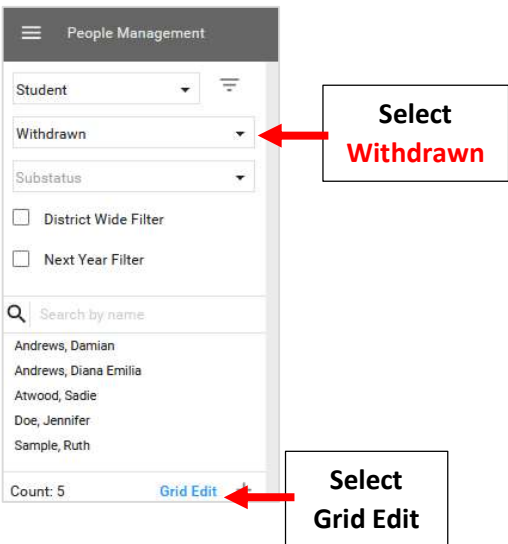 People Management
Student
Withdrawn
Select
Withdrawn
Substatus
District Wide Filter
Next Year Filter
Search by name
Andrews, Damian
Andrews, Diana Emilia
Atwood, Sadie
Doe, Jennifer
Sample, Ruth
Count: 5 Grid Edit
Select
Grid Edit